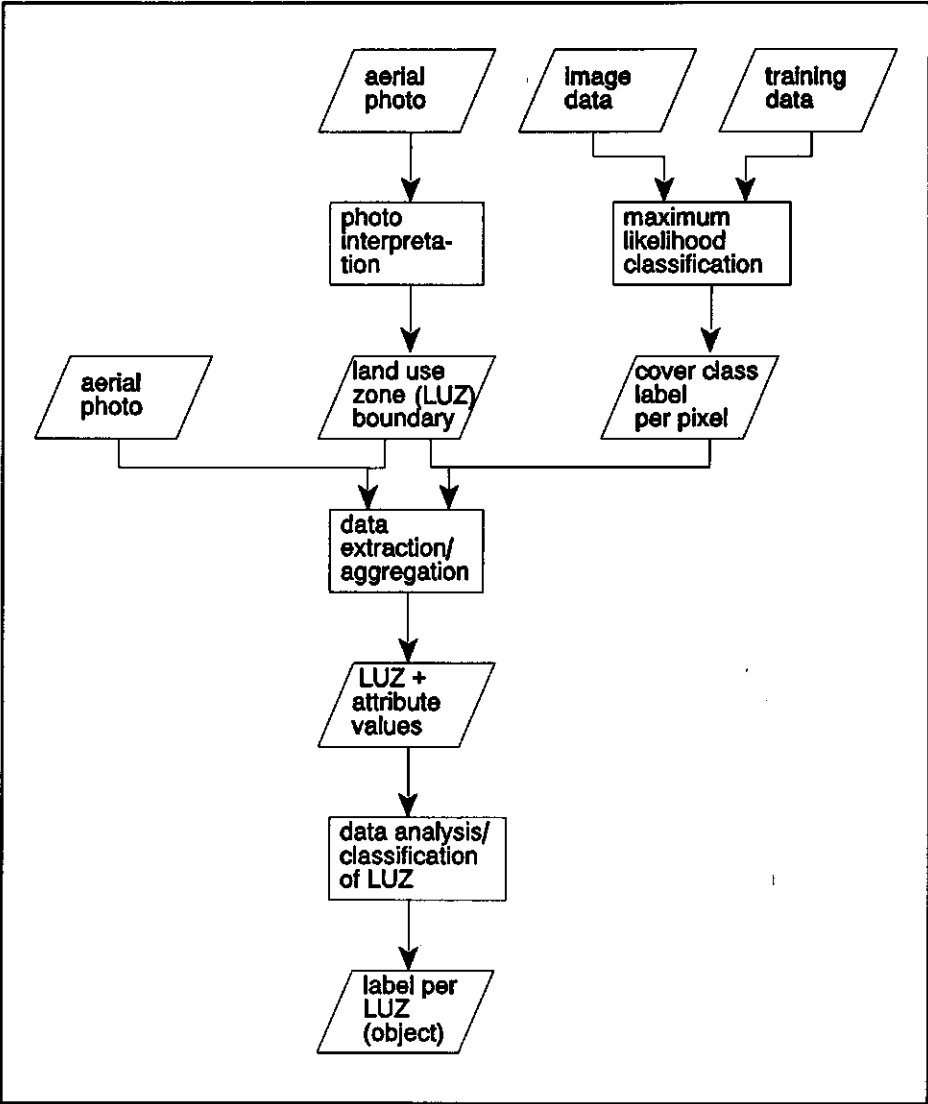 aerial
photo
image
data
training
data
photo
interpreta-
tion
maximum
likelihood
classification
aerial
photo
land use
zone (LUZ)
boundary
cover class
label
per pixel
data
extraction/
aggregation
LUZ +
attribute
values
data analysis/
classification
of LUZ
label per
LUZ
(object)